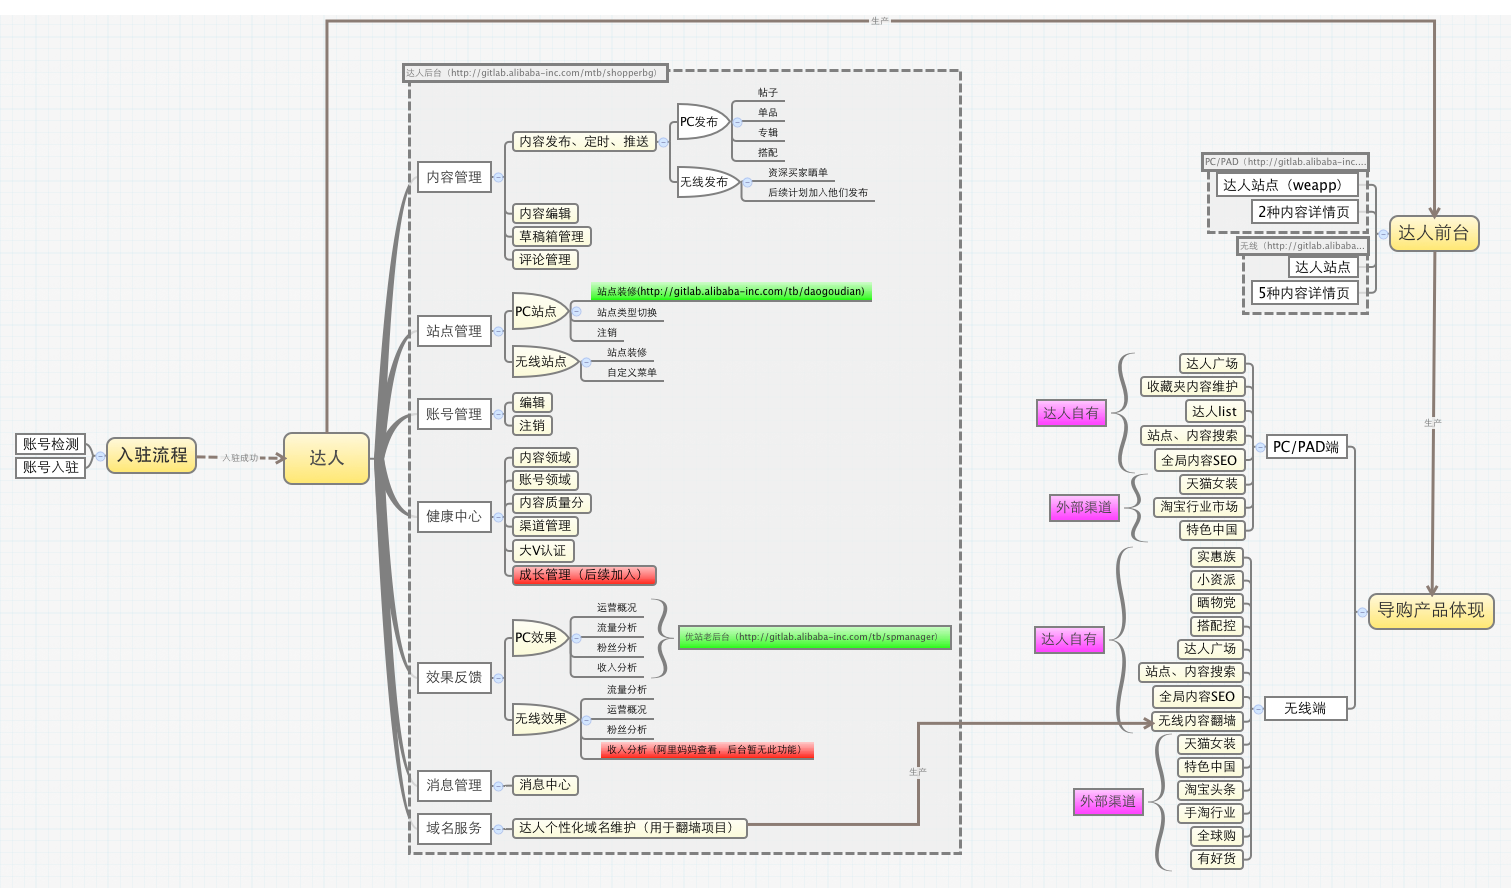 生产
达人后台（http://gitlab.alibaba-inc.com/mtb/shopperbg）
内容管理
内容发布、定时、推送
PC发布
帖子
单品
专辑
搭配
无线发布
资深买家晒单
后续计划加入他们发布
内容编辑
草稿箱管理
评论管理
站点管理
PC站点
站点装修(http://gitlab.alibaba-inc.com/tb/daogoudian)
站点类型切换
注销
无线站点
站点装修
自定义菜单
账号管理
编辑
注销
账号检测
账号入驻
入驻流程
入驻成功
达人
健康中心
内容领域
账号领域
内容质量分
渠道管理
大V认证
成长管理（后续加入）
效果反馈
PC效果
运营概况
流量分析
粉丝分析
收入分析
优站老后台（http://gitlab.alibaba-inc.com/tb/spmanager）
无线效果
流量分析
运营概况
粉丝分析
收入分析（阿里妈妈查看，后台暂无此功能）
消息管理
消息中心
域名服务
达人个性化域名维护（用于翻墙项目）
生产
PC/PAD（http://gitlab.alibaba-inc....
达人站点（weapp）
2种内容详情页
无线（http://gitlab.alibaba...
达人站点
5种内容详情页
达人前台
生产
导购产品体现
PC/PAD端
达人自有
达人广场
收藏夹内容维护
达人list
站点、内容搜索
全局内容SEO
外部渠道
天猫女装
淘宝行业市场
特色中国
无线端
达人自有
实惠族
小资派
晒物党
搭配控
达人广场
站点、内容搜索
全局内容SEO
无线内容翻墙
外部渠道
天猫女装
特色中国
淘宝头条
手淘行业
全球购
有好货